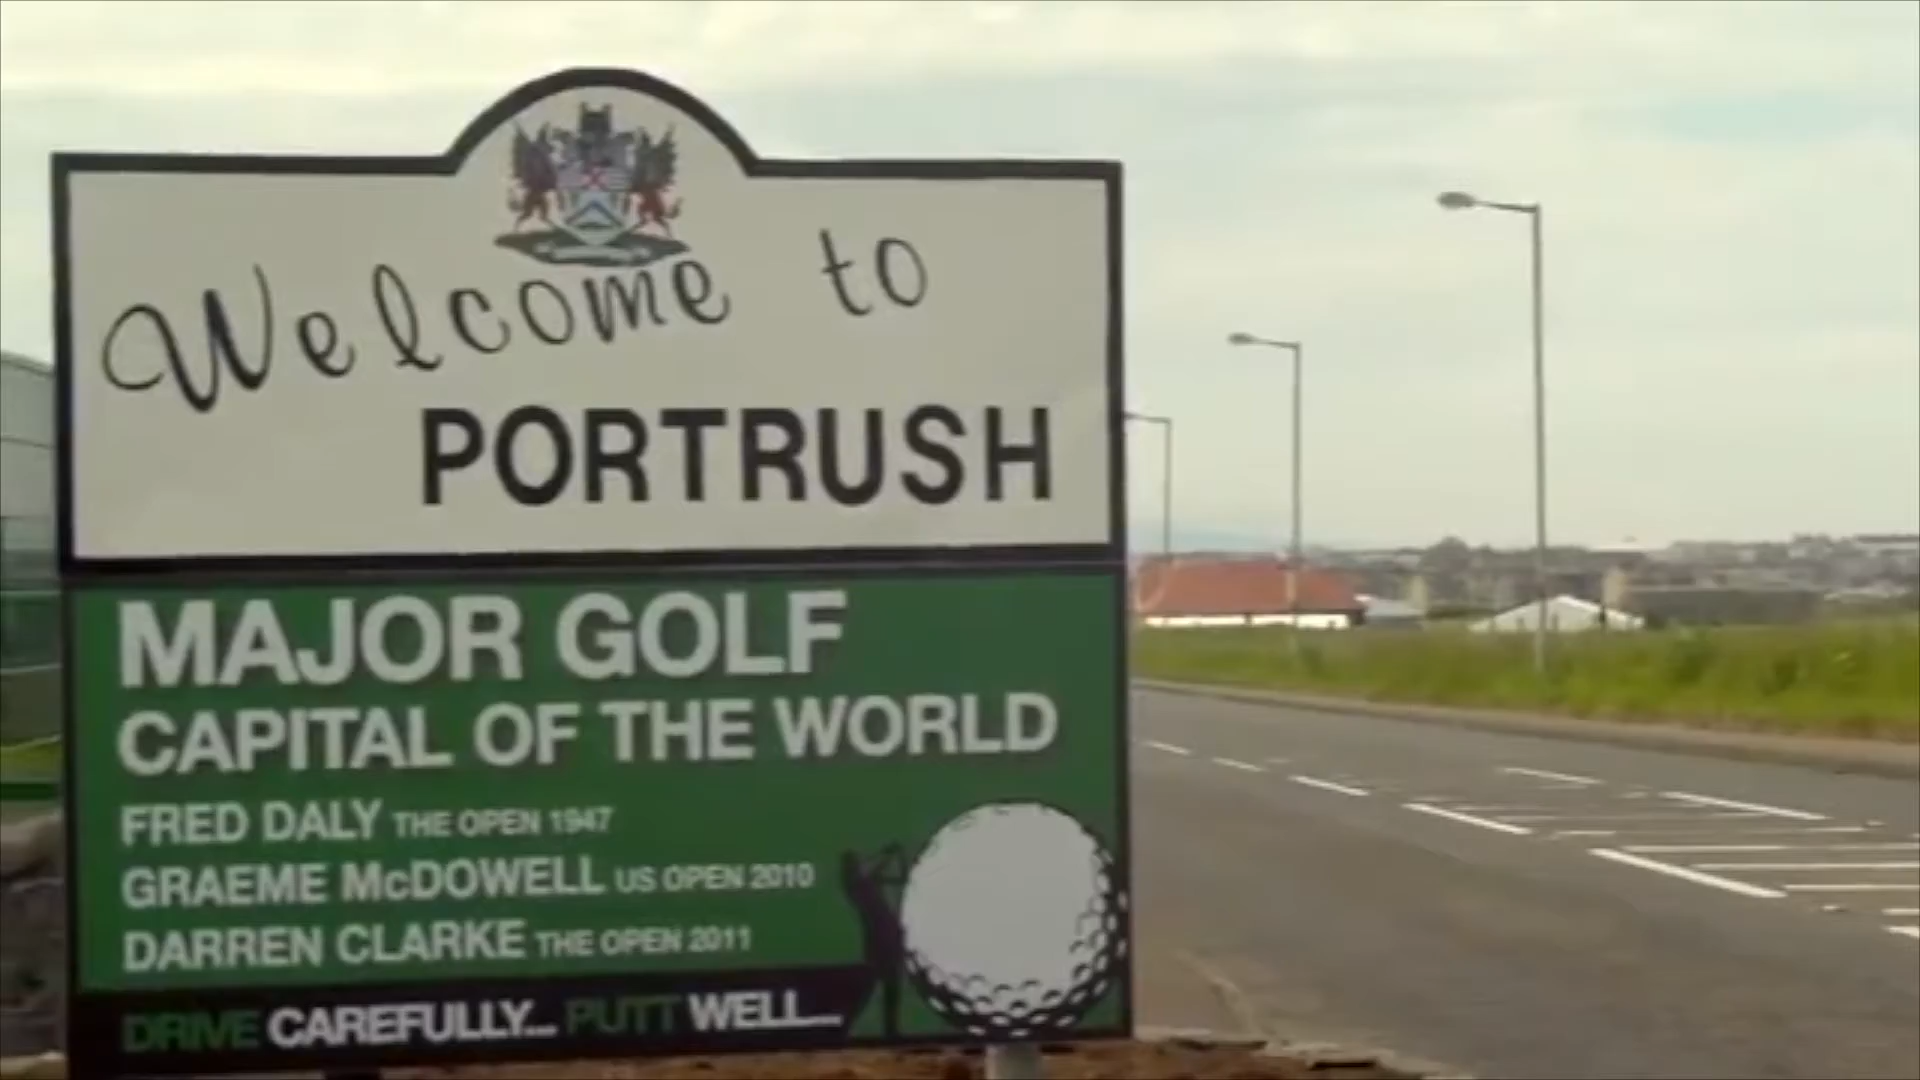 Welcome to
PORTRUSH
MAJOR GOLF
CAPITAL OF THE WORLD
FRED DALY THE OPEN 1947
GRAEME McDOWELL US OPEN 2010
DARREN CLARKE THE OPEN 2011
DRIVE CAREFULLY... PUTT WELL...